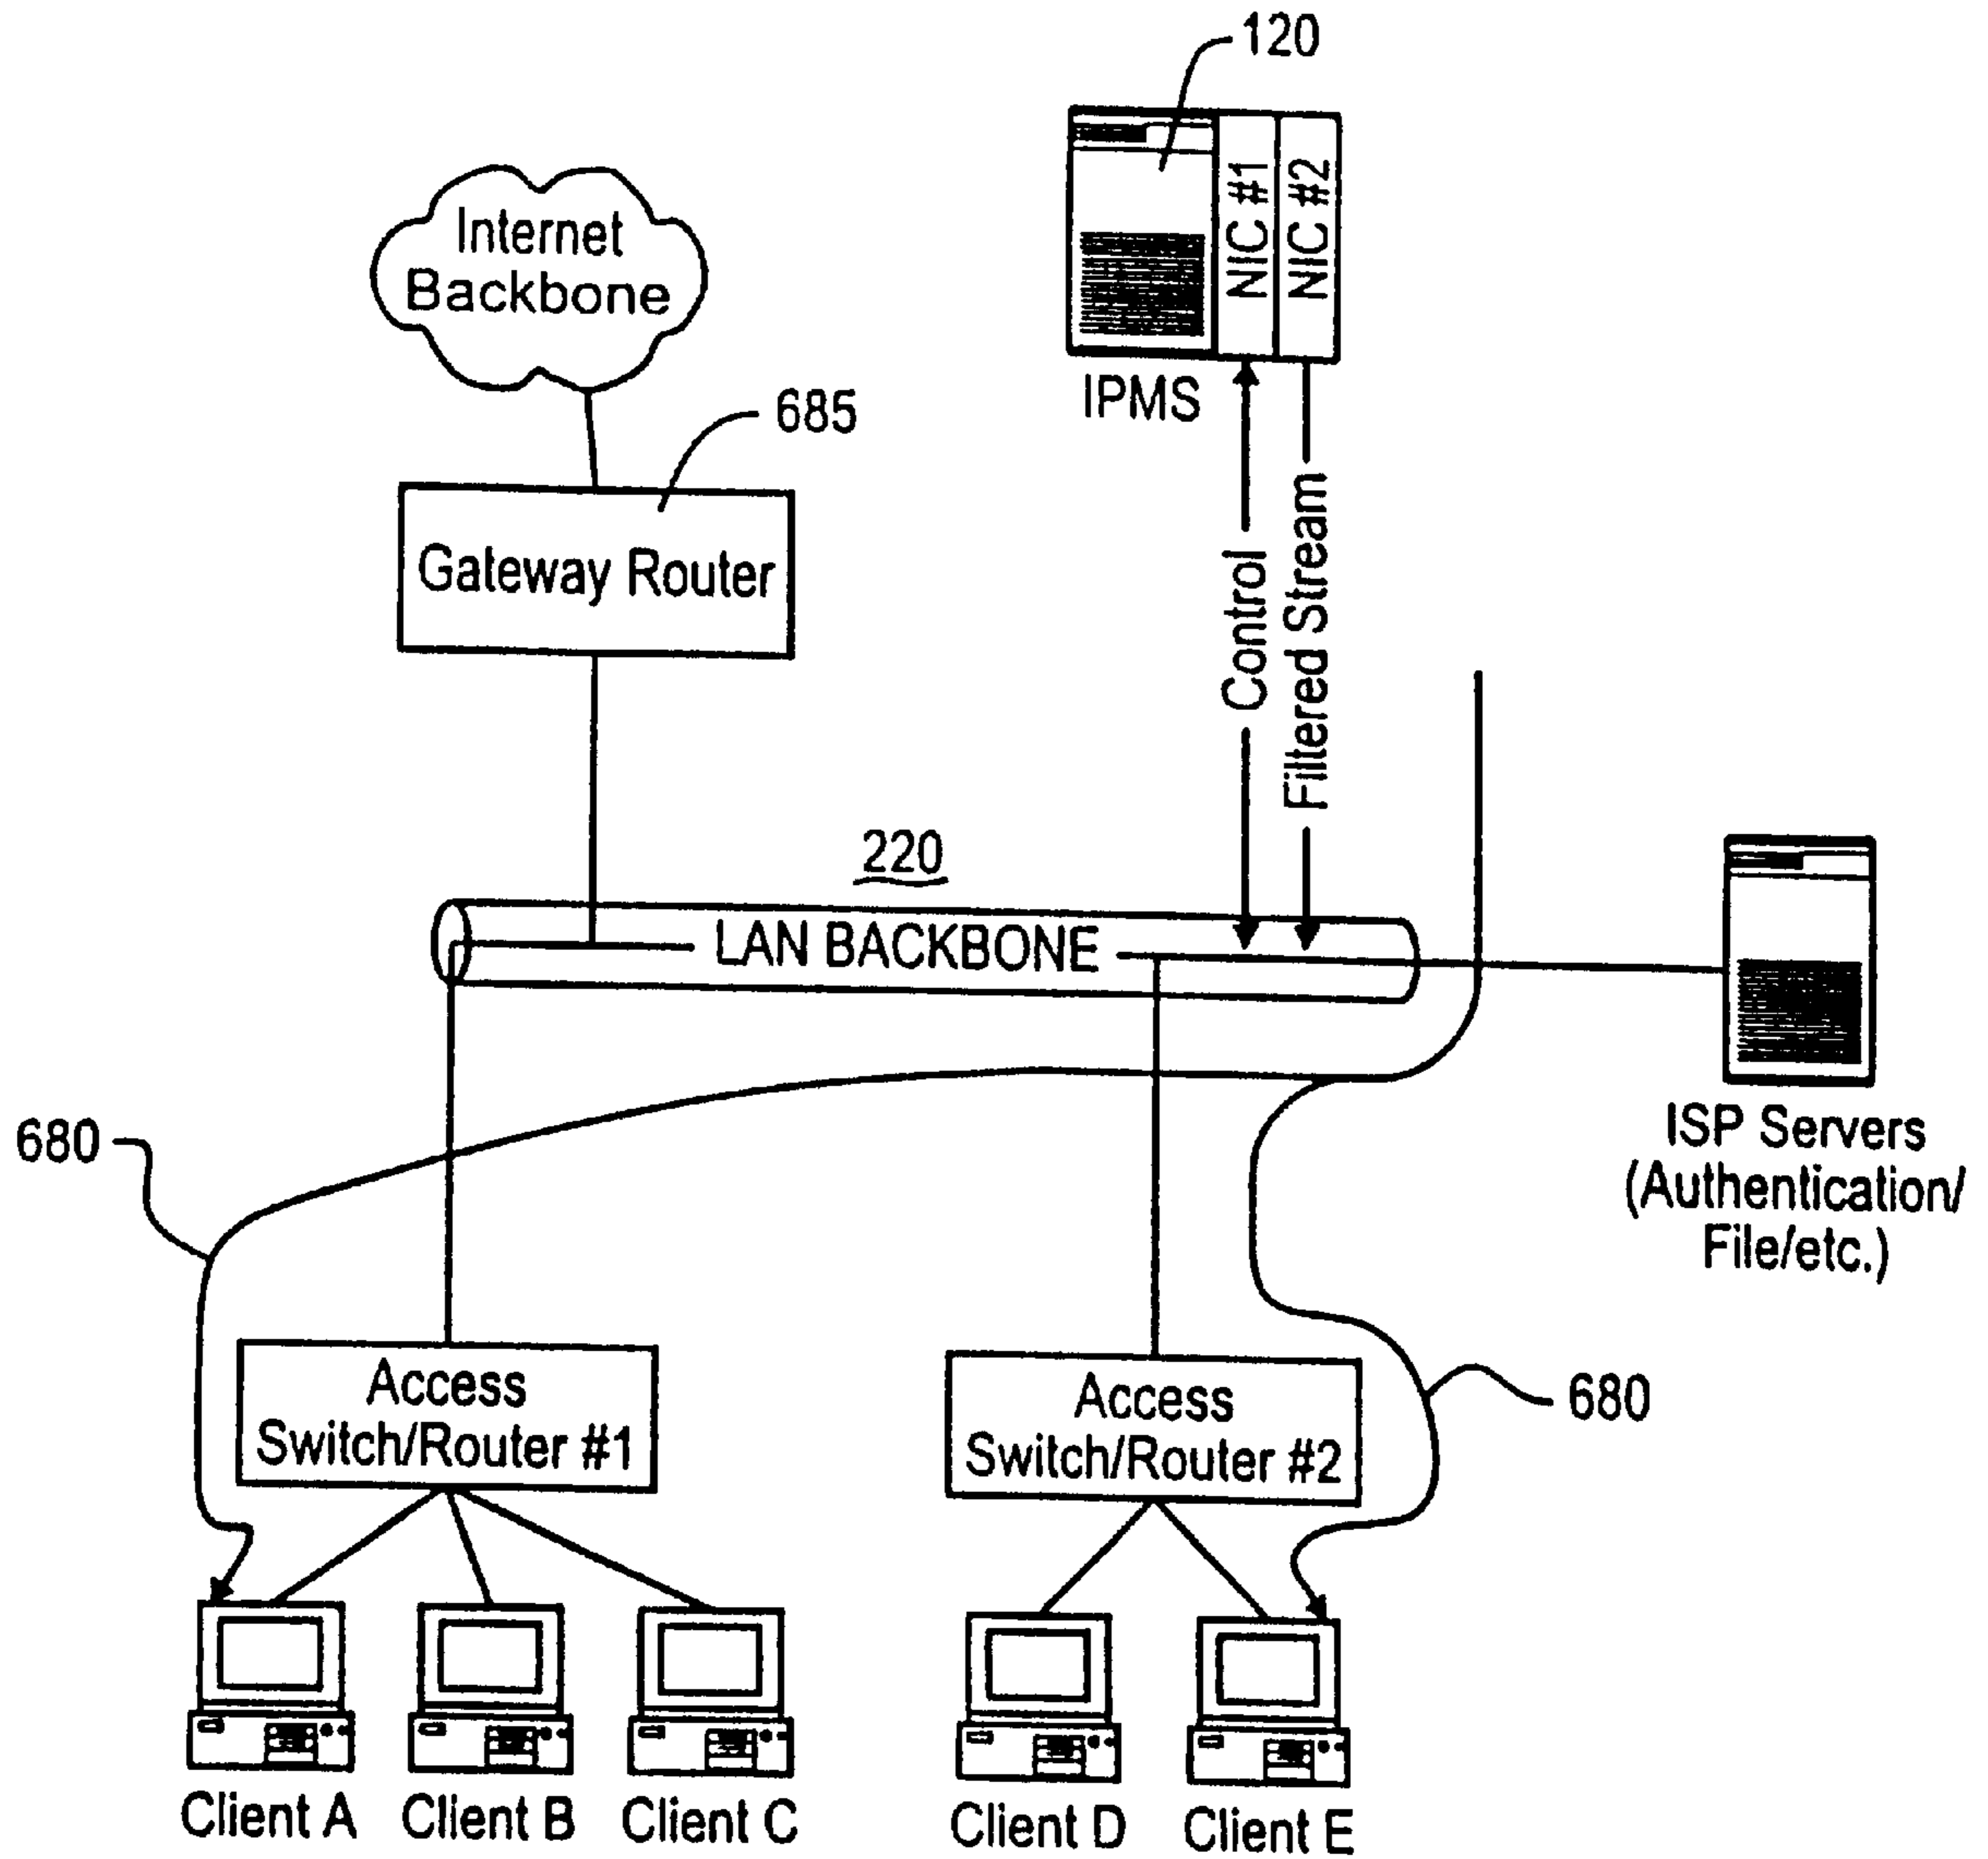 120
Internet
Backbone
NIC #1
NIC #2
IPMS
685
Gateway Router
Control
Filtered Stream
220
LAN BACKBONE
680
ISP Servers
(Authentication/
File/etc.)
Access
Switch/Router #1
Access
Switch/Router #2
680
Client A
Client B
Client C
Client D
Client E